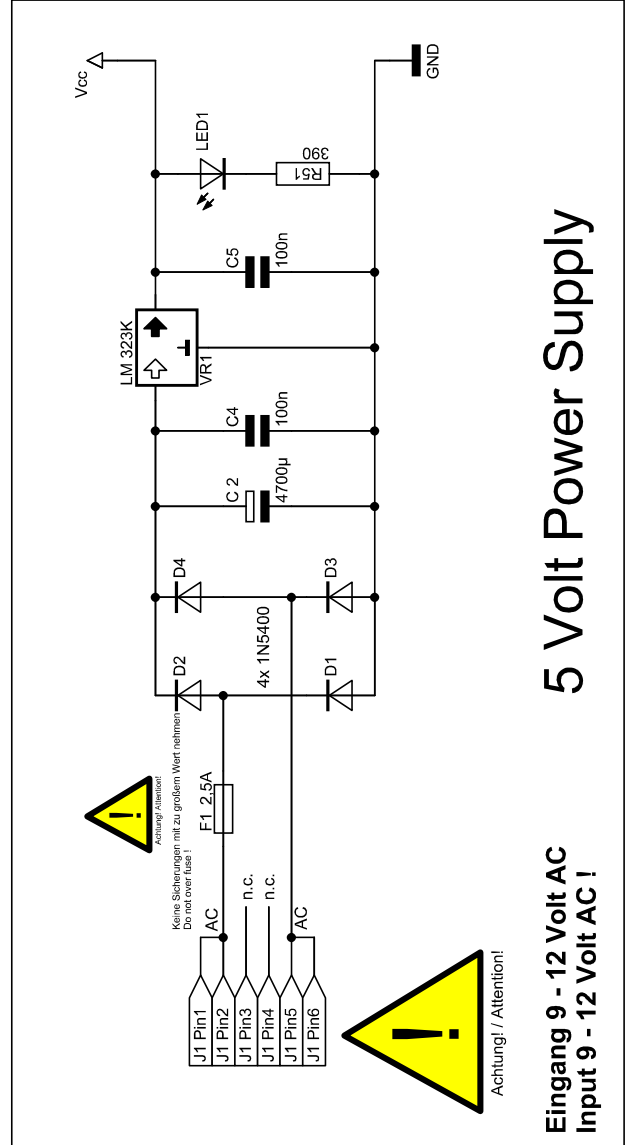 Vcc
GND
LED1
390
R51
C5
100n
LM 323K
VR1
C4
100n
C 2
4700µ
D4
D3
4x 1N5400
D2
D1
Achtung! Attention!
Keine Sicherungen mit zu großem Wert nehmen
Do not over fuse !
F1 2,5A
AC
n.c.
n.c.
AC
J1 Pin1
J1 Pin2
J1 Pin3
J1 Pin4
J1 Pin5
J1 Pin6
!
Achtung! / Attention!
!
5 Volt Power Supply
Eingang 9 - 12 Volt AC
Input 9 - 12 Volt AC !